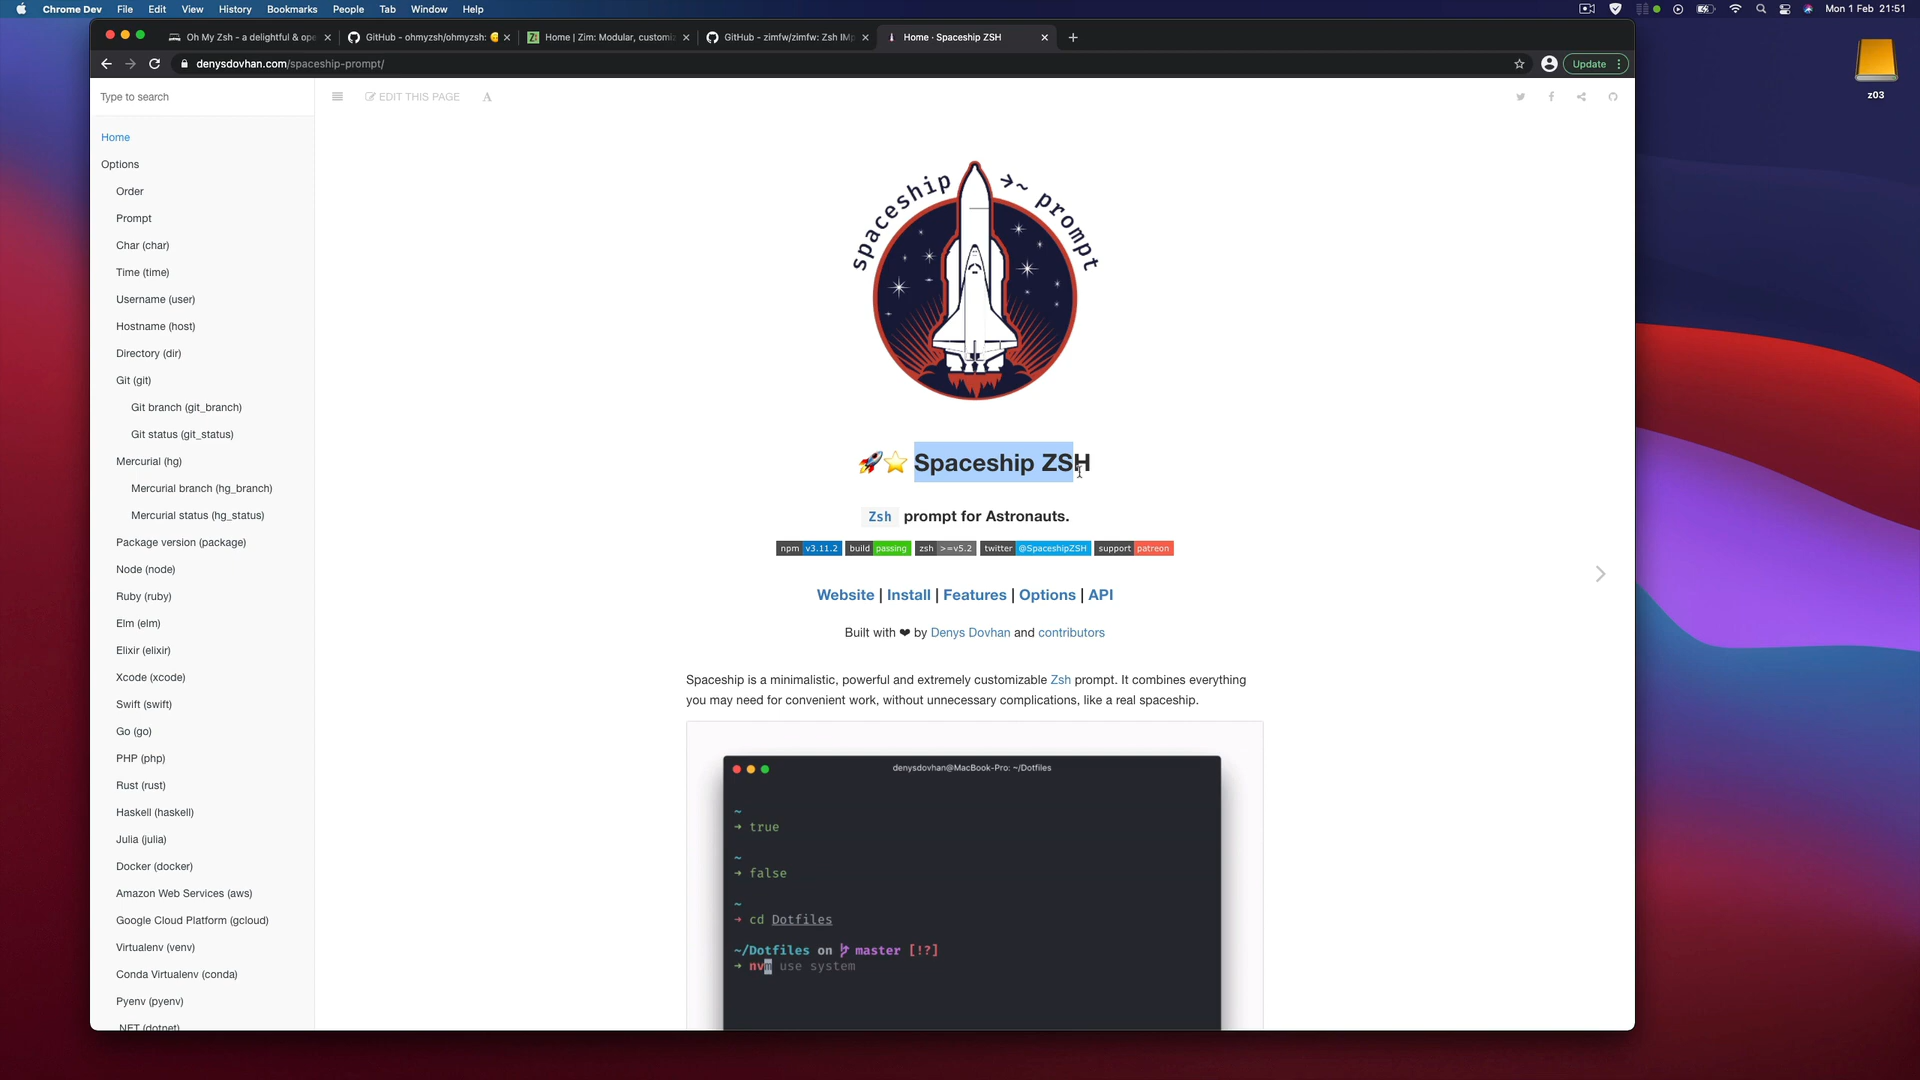 Chrome Dev File Edit View History Bookmarks People Tab Window Help Mon 1 Feb 21:51
Oh My Zsh - a delightful & ope GitHub - ohmyzsh/ohmyzsh: Home | Zim: Modular, customiz GitHub - zimfw/zimfw: Zsh IMp Home · Spaceship ZSH
denysdovhan.com/spaceship-prompt/ Update
z03
Type to search
EDIT THIS PAGE A
Home
Options
Order
Prompt
Char (char)
Time (time)
Username (user)
Hostname (host)
Directory (dir)
Git (git)
Git branch (git_branch)
Git status (git_status)
Mercurial (hg)
Mercurial branch (hg_branch)
Mercurial status (hg_status)
Package version (package)
Node (node)
Ruby (ruby)
Elm (elm)
Elixir (elixir)
Xcode (xcode)
Swift (swift)
Go (go)
PHP (php)
Rust (rust)
Haskell (haskell)
Julia (julia)
Docker (docker)
Amazon Web Services (aws)
Google Cloud Platform (gcloud)
Virtualenv (venv)
Conda Virtualenv (conda)
Pyenv (pyenv)
.NET (dotnet)
spaceship →~ prompt
🚀⭐ Spaceship ZSH
Zsh prompt for Astronauts.
npm v3.11.2 build passing zsh >=v5.2 twitter @SpaceshipZSH support patreon
Website | Install | Features | Options | API
Built with ❤ by Denys Dovhan and contributors
Spaceship is a minimalistic, powerful and extremely customizable Zsh prompt. It combines everything
you may need for convenient work, without unnecessary complications, like a real spaceship.
denysdovhan@MacBook-Pro: ~/Dotfiles
~
➜ true
~
➜ false
~
➜ cd Dotfiles
~/Dotfiles on master [!?]
➜ nvm use system